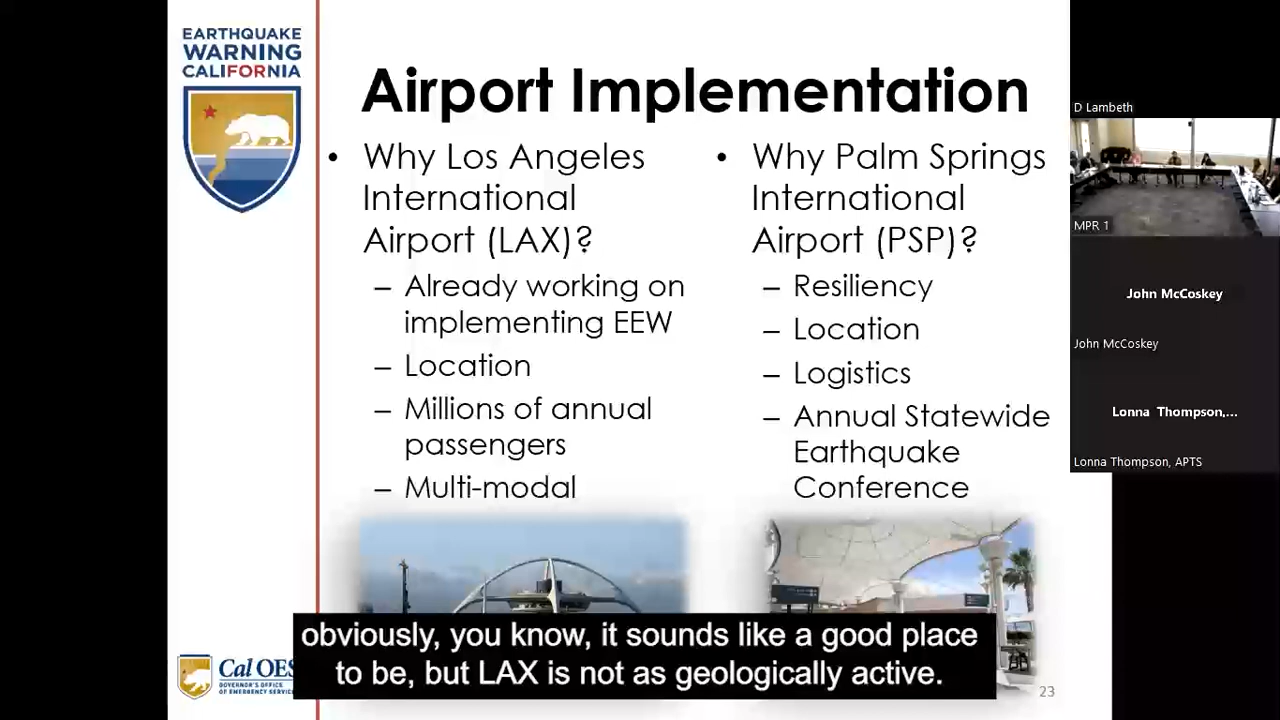 EARTHQUAKE
WARNING
CALIFORNIA
Airport Implementation
• Why Los Angeles
International
Airport (LAX)?
– Already working on
implementing EEW
– Location
– Millions of annual
passengers
– Multi-modal
• Why Palm Springs
International
Airport (PSP)?
– Resiliency
– Location
– Logistics
– Annual Statewide
Earthquake
Conference
obviously, you know, it sounds like a good place
to be, but LAX is not as geologically active.
Cal OES
GOVERNOR'S OFFICE
OF EMERGENCY SERVICES
23
D Lambeth
MPR 1
John McCoskey
John McCoskey
Lonna Thompson,...
Lonna Thompson, APTS